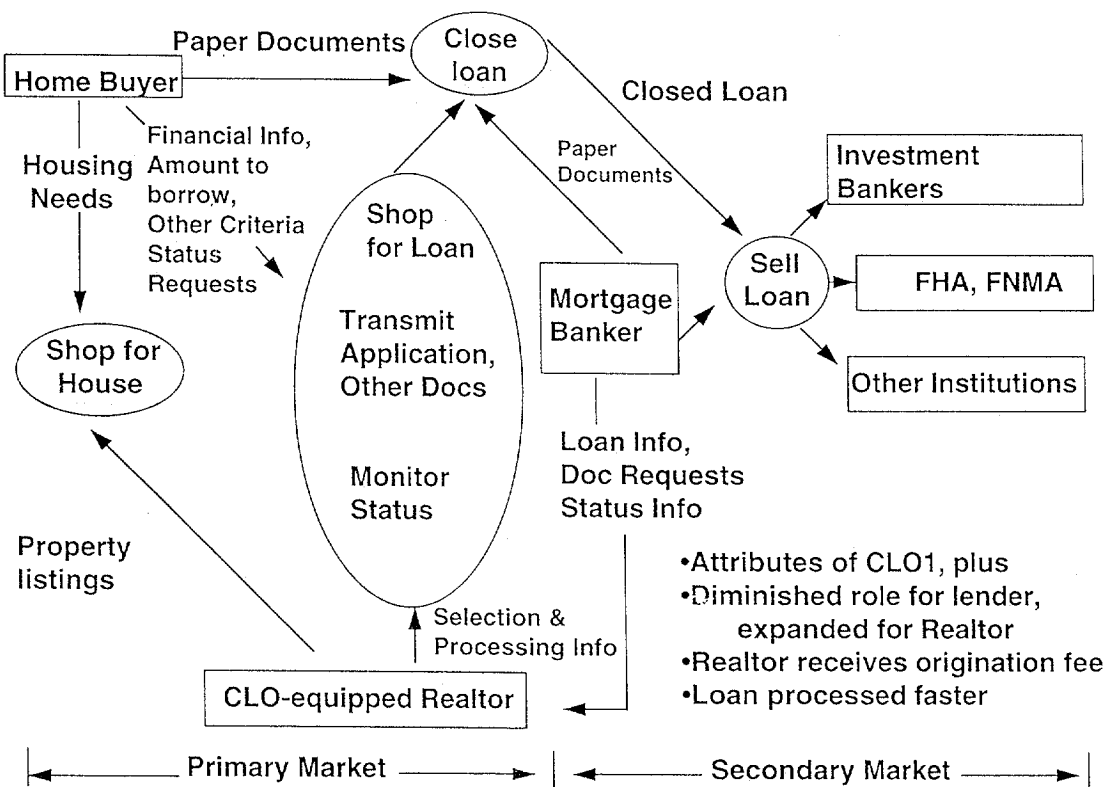 Paper Documents
Close
loan
Home Buyer
Closed Loan
Financial Info,
Amount to
borrow,
Other Criteria
Status
Requests
Housing
Needs
Paper
Documents
Investment
Bankers
Shop
for Loan
Sell
Loan
FHA, FNMA
Mortgage
Banker
Transmit
Application,
Other Docs
Shop for
House
Other Institutions
Loan Info,
Doc Requests
Status Info
Monitor
Status
Property
listings
•Attributes of CLO1, plus
•Diminished role for lender,
expanded for Realtor
•Realtor receives origination fee
•Loan processed faster
Selection &
Processing Info
CLO-equipped Realtor
Primary Market
Secondary Market